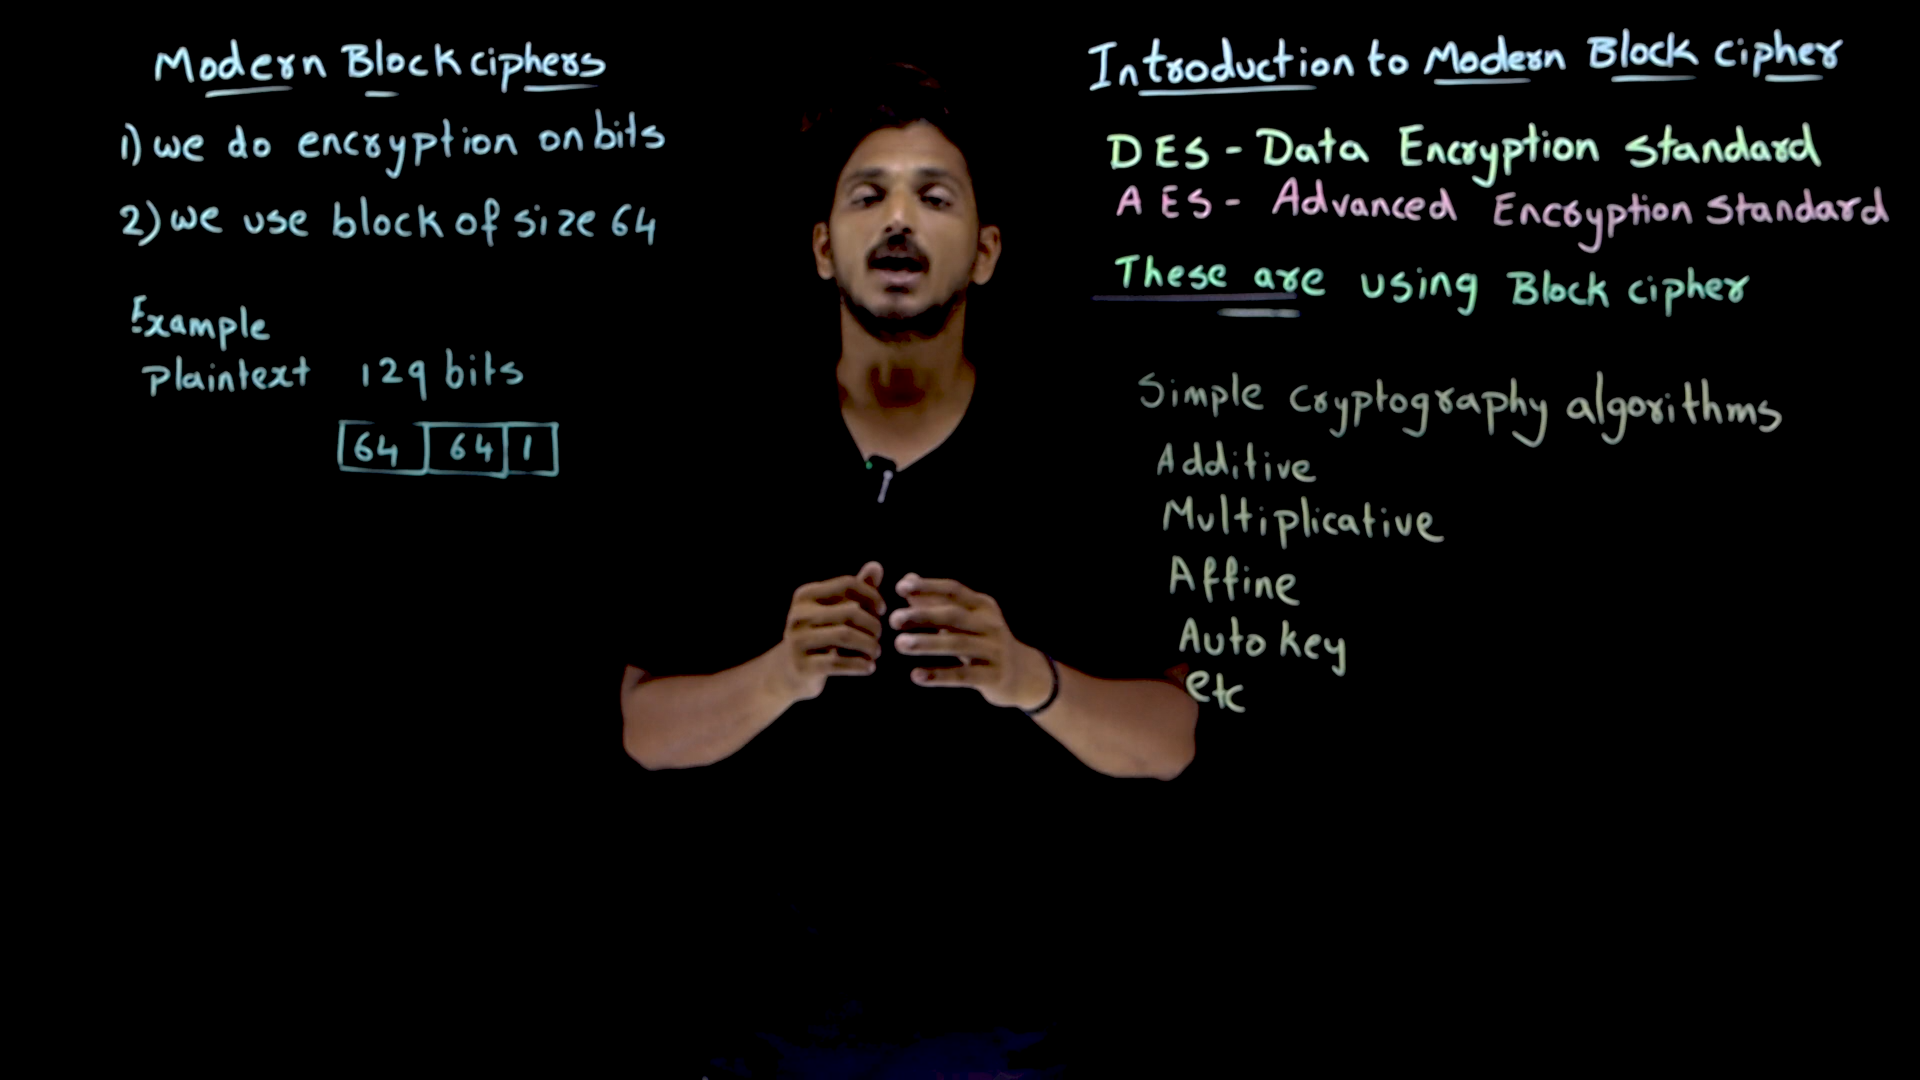 Modern Block ciphers
1) we do encryption on bits
2) we use block of size 64
Example
plaintext 129 bits
64 64 1
Introduction to Modern Block cipher
DES - Data Encryption Standard
AES - Advanced Encryption Standard
These are using Block cipher
Simple cryptography algorithms
Additive
Multiplicative
Affine
Auto key
etc